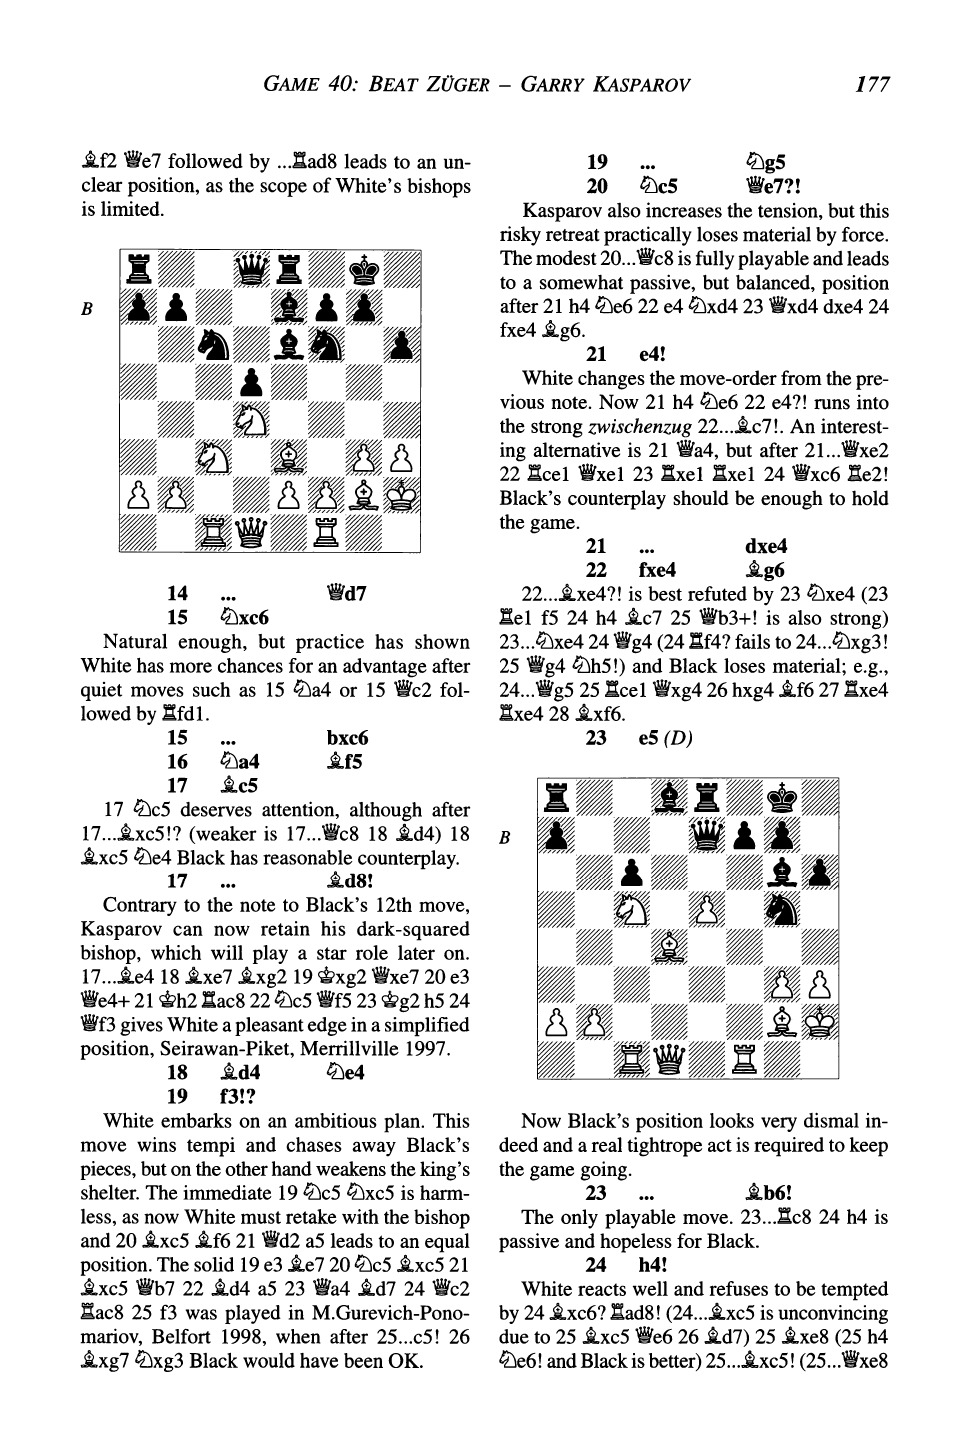 GAME 40: BEAT ZÜGER – GARRY KASPAROV 177
♗f2 ♕e7 followed by ...♖ad8 leads to an un-
clear position, as the scope of White's bishops
is limited.
B
14 ... ♕d7
15 ♘xc6
Natural enough, but practice has shown
White has more chances for an advantage after
quiet moves such as 15 ♘a4 or 15 ♕c2 fol-
lowed by ♖fd1.
15 ... bxc6
16 ♘a4 ♗f5
17 ♗c5
17 ♘c5 deserves attention, although after
17...♗xc5!? (weaker is 17...♕c8 18 ♗d4) 18
♗xc5 ♘e4 Black has reasonable counterplay.
17 ... ♗d8!
Contrary to the note to Black's 12th move,
Kasparov can now retain his dark-squared
bishop, which will play a star role later on.
17...♗e4 18 ♗xe7 ♗xg2 19 ♔xg2 ♕xe7 20 e3
♕e4+ 21 ♔h2 ♖ac8 22 ♘c5 ♕f5 23 ♔g2 h5 24
♕f3 gives White a pleasant edge in a simplified
position, Seirawan-Piket, Merrillville 1997.
18 ♗d4 ♘e4
19 f3!?
White embarks on an ambitious plan. This
move wins tempi and chases away Black's
pieces, but on the other hand weakens the king's
shelter. The immediate 19 ♘c5 ♘xc5 is harm-
less, as now White must retake with the bishop
and 20 ♗xc5 ♗f6 21 ♕d2 a5 leads to an equal
position. The solid 19 e3 ♗e7 20 ♘c5 ♗xc5 21
♗xc5 ♕b7 22 ♗d4 a5 23 ♕a4 ♗d7 24 ♕c2
♖ac8 25 f3 was played in M.Gurevich-Pono-
mariov, Belfort 1998, when after 25...c5! 26
♗xg7 ♘xg3 Black would have been OK.
19 ... ♘g5
20 ♘c5 ♕e7?!
Kasparov also increases the tension, but this
risky retreat practically loses material by force.
The modest 20...♕c8 is fully playable and leads
to a somewhat passive, but balanced, position
after 21 h4 ♘e6 22 e4 ♘xd4 23 ♕xd4 dxe4 24
fxe4 ♗g6.
21 e4!
White changes the move-order from the pre-
vious note. Now 21 h4 ♘e6 22 e4?! runs into
the strong zwischenzug 22...♗c7!. An interest-
ing alternative is 21 ♕a4, but after 21...♕xe2
22 ♖ce1 ♕xe1 23 ♖xe1 ♖xe1 24 ♕xc6 ♖e2!
Black's counterplay should be enough to hold
the game.
21 ... dxe4
22 fxe4 ♗g6
22...♗xe4?! is best refuted by 23 ♘xe4 (23
♖e1 f5 24 h4 ♗c7 25 ♕b3+! is also strong)
23...♘xe4 24 ♕g4 (24 ♖f4? fails to 24...♘xg3!
25 ♕g4 ♘h5!) and Black loses material; e.g.,
24...♕g5 25 ♖ce1 ♕xg4 26 hxg4 ♗f6 27 ♖xe4
♖xe4 28 ♗xf6.
23 e5 (D)
B
Now Black's position looks very dismal in-
deed and a real tightrope act is required to keep
the game going.
23 ... ♗b6!
The only playable move. 23...♖c8 24 h4 is
passive and hopeless for Black.
24 h4!
White reacts well and refuses to be tempted
by 24 ♗xc6? ♖ad8! (24...♗xc5 is unconvincing
due to 25 ♗xc5 ♕e6 26 ♗d7) 25 ♗xe8 (25 h4
♘e6! and Black is better) 25...♗xc5! (25...♕xe8